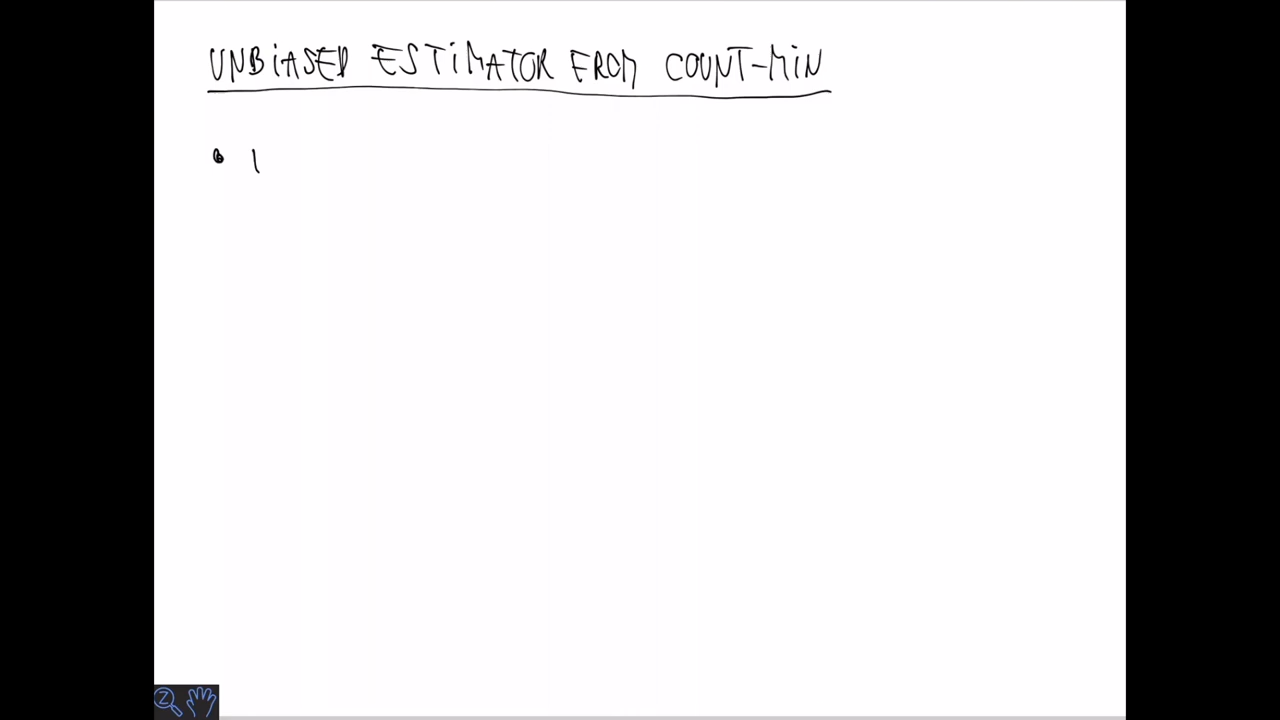 UNBIASED ESTIMATOR FROM COUNT-MIN
•